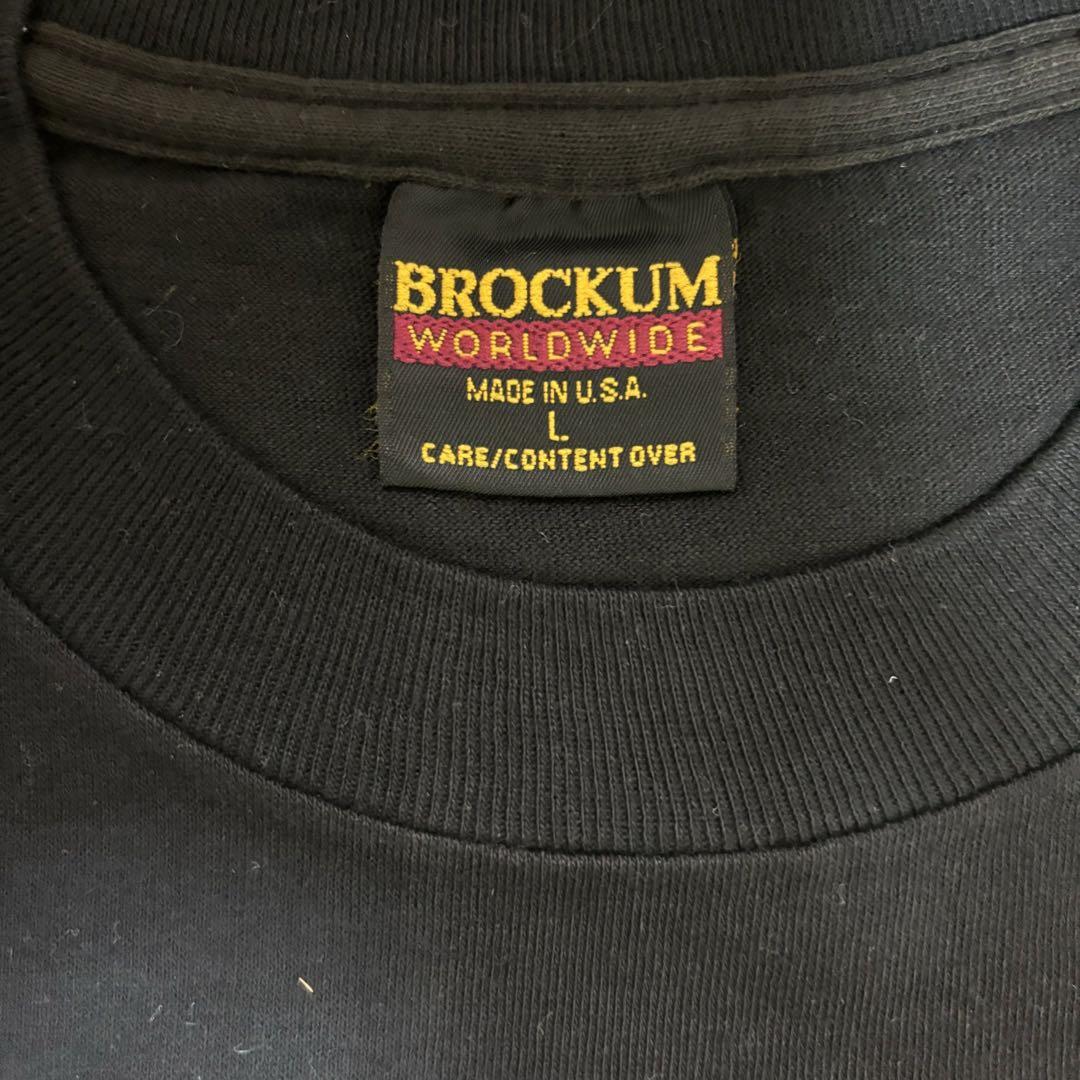 BROCKUM
WORLDWIDE
MADE IN U.S.A.
L.
CARE/CONTENT OVER